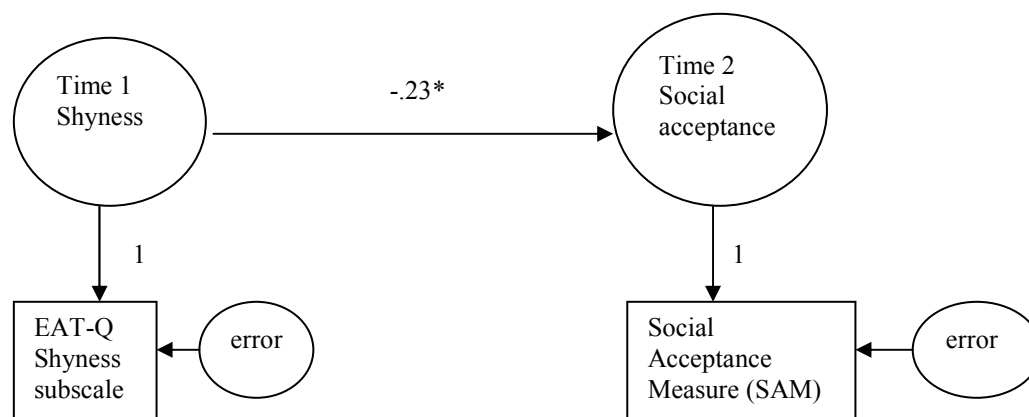 Time 1
Shyness
-.23*
Time 2
Social
acceptance
1
1
EAT-Q
Shyness
subscale
error
Social
Acceptance
Measure (SAM)
error